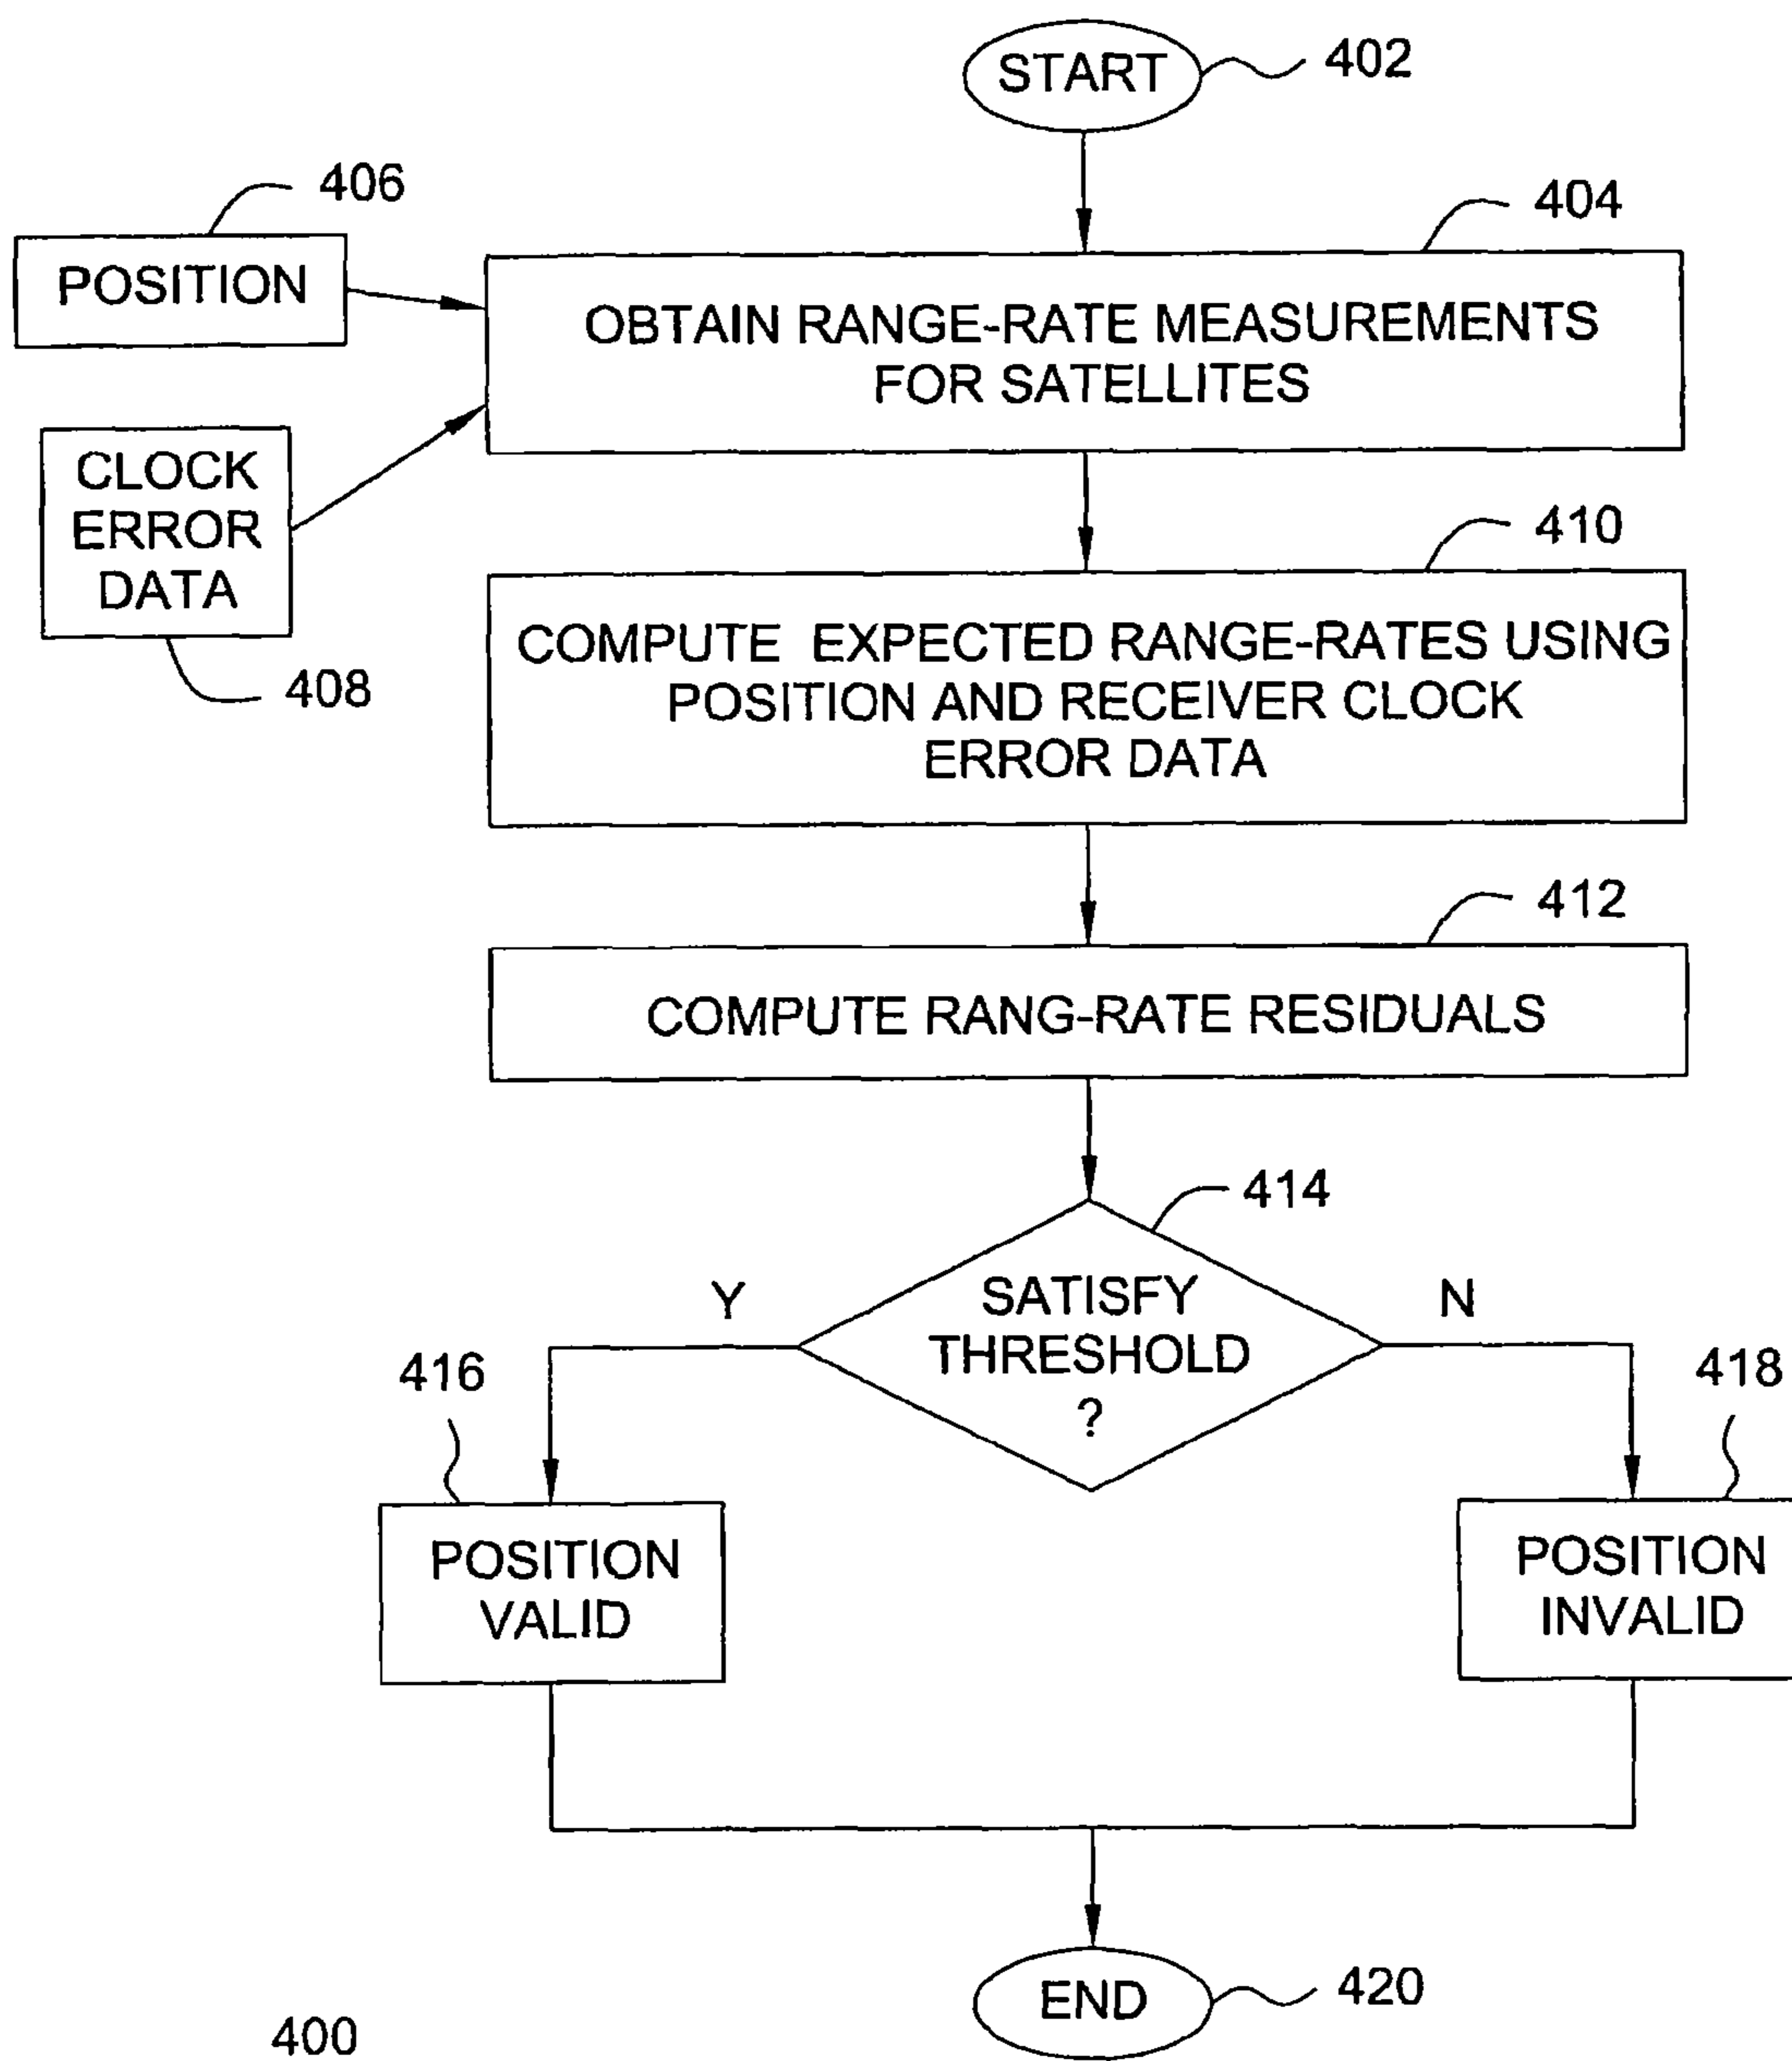 START
402
406
404
POSITION
OBTAIN RANGE-RATE MEASUREMENTS
FOR SATELLITES
CLOCK
ERROR
DATA
408
410
COMPUTE EXPECTED RANGE-RATES USING
POSITION AND RECEIVER CLOCK
ERROR DATA
412
COMPUTE RANG-RATE RESIDUALS
414
SATISFY
THRESHOLD
?
Y
N
416
418
POSITION
VALID
POSITION
INVALID
END
420
400